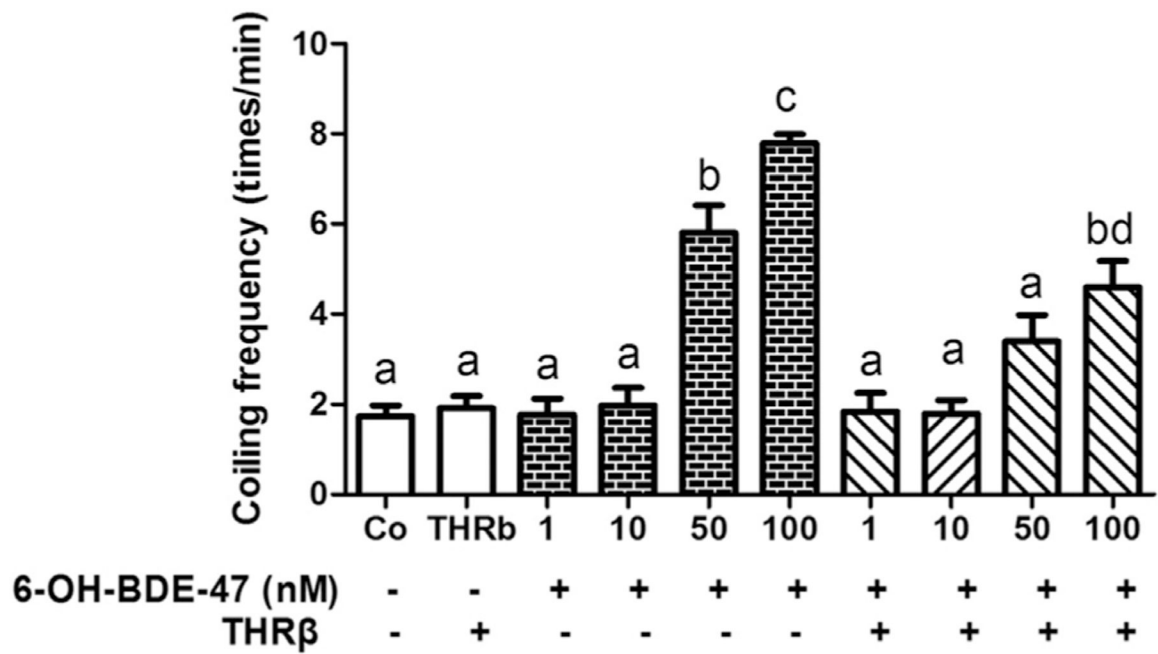 Coiling frequency (times/min)
10
8
6
4
2
0
a
a
a
a
b
c
a
a
a
bd
Co THRb 1 10 50 100 1 10 50 100
6-OH-BDE-47 (nM) - - + + + + + + + +
THRβ - + - - - - + + + +